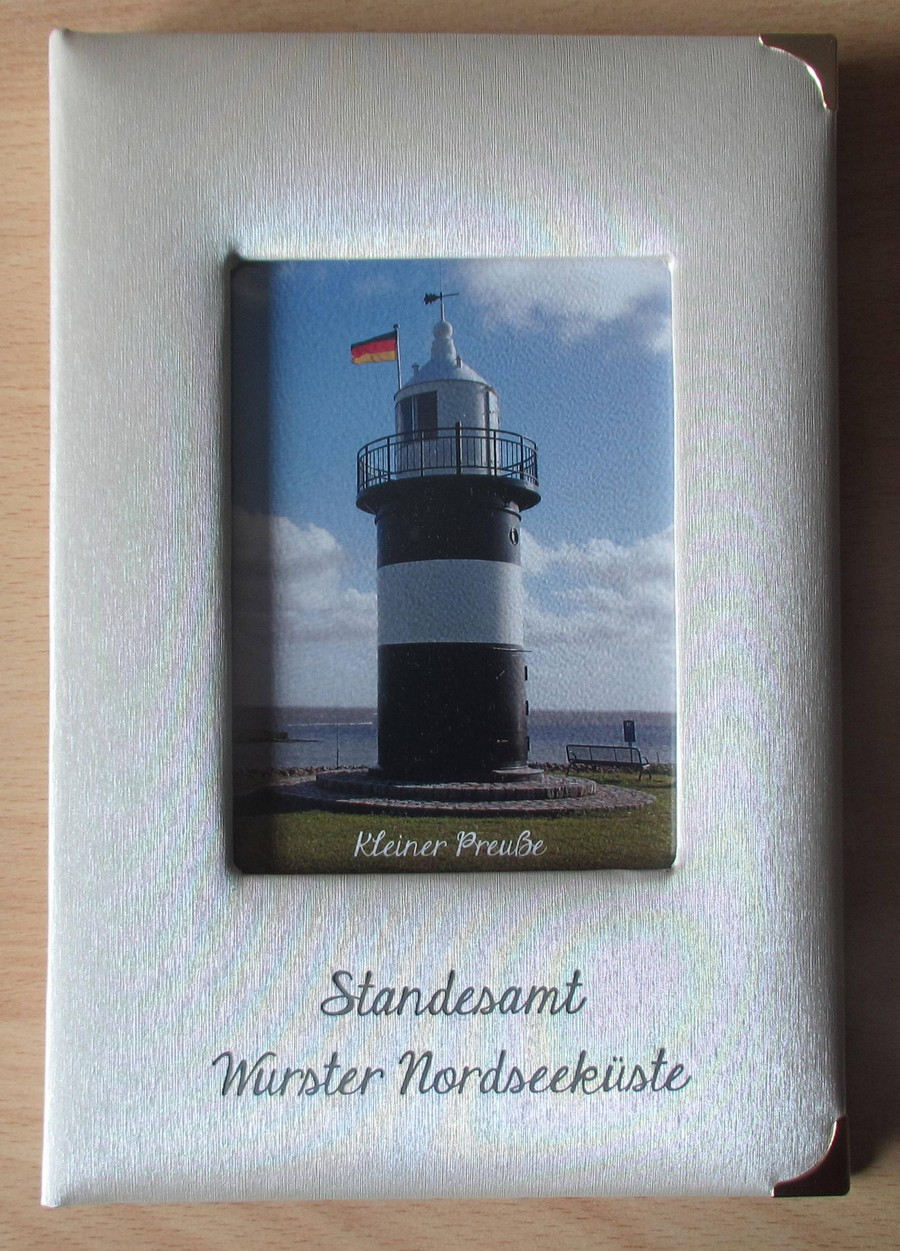 Kleiner Preuße
Standesamt
Wurster Nordseeküste